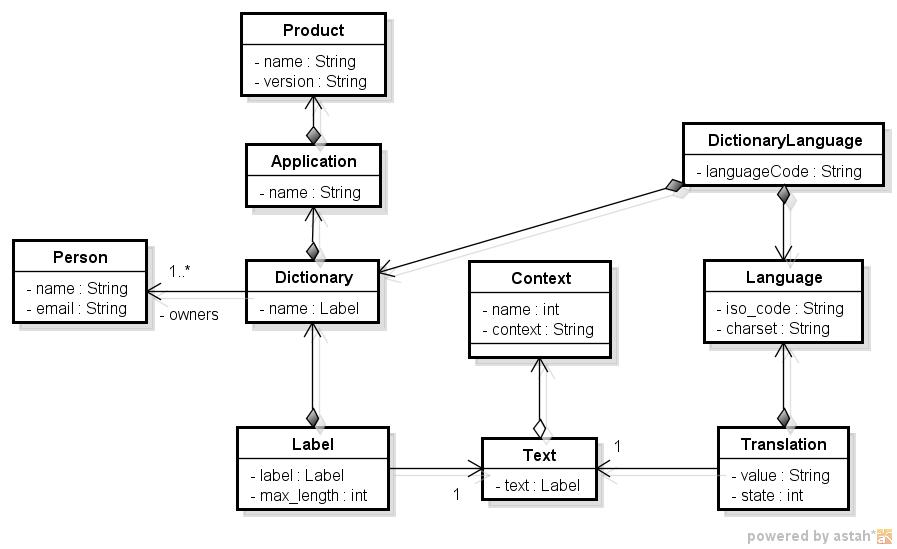 Product
- name : String
- version : String
Application
- name : String
DictionaryLanguage
- languageCode : String
Person
- name : String
- email : String
1..*
- owners
Dictionary
- name : Label
Context
- name : int
- context : String
Language
- iso_code : String
- charset : String
Label
- label : Label
- max_length : int
1
Text
- text : Label
1
Translation
- value : String
- state : int
powered by astah*